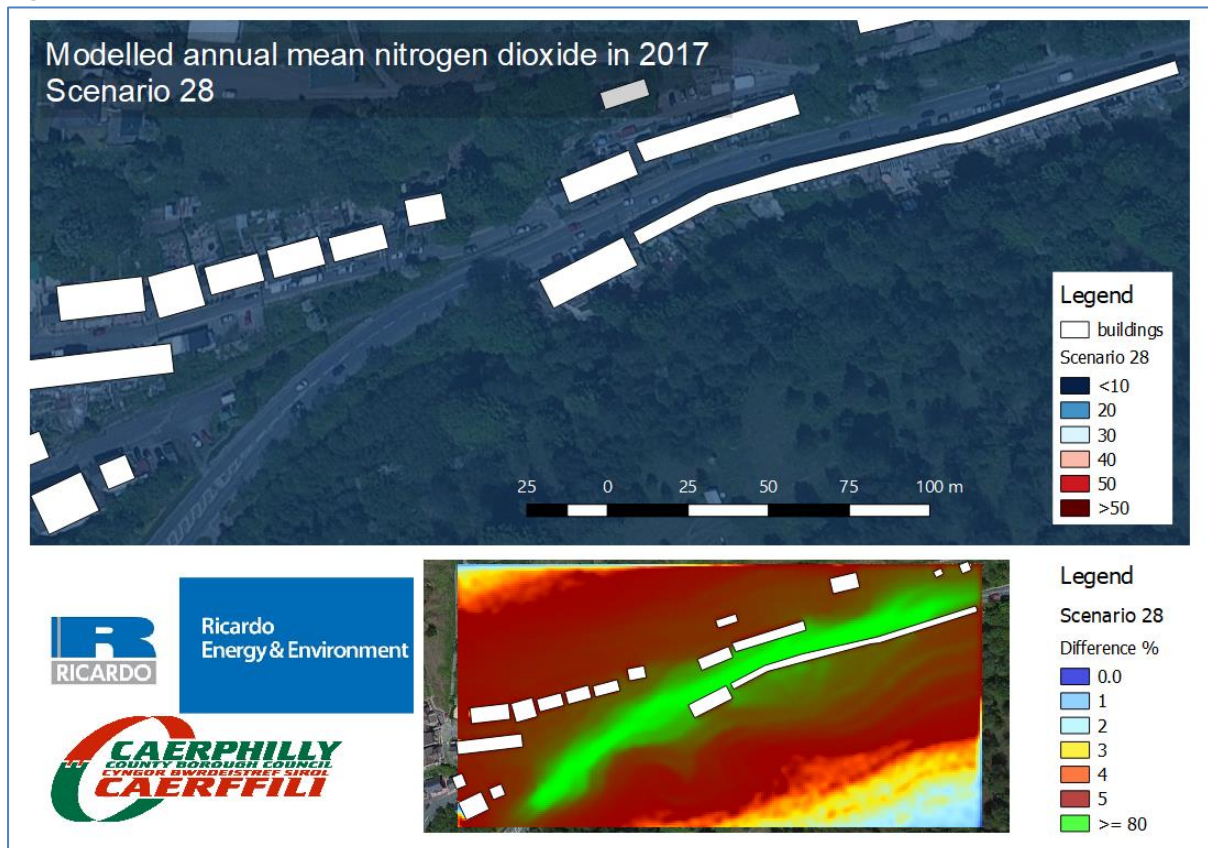 Modelled annual mean nitrogen dioxide in 2017
Scenario 28
Legend
buildings
Scenario 28
<10
20
30
40
50
>50
25 0 25 50 75 100 m
R
RICARDO
Ricardo
Energy & Environment
CAERPHILLY
COUNTY BOROUGH COUNCIL
CYNGOR BWRDEISTREF SIROL
CAERFFILI
Legend
Scenario 28
Difference %
0.0
1
2
3
4
5
>= 80